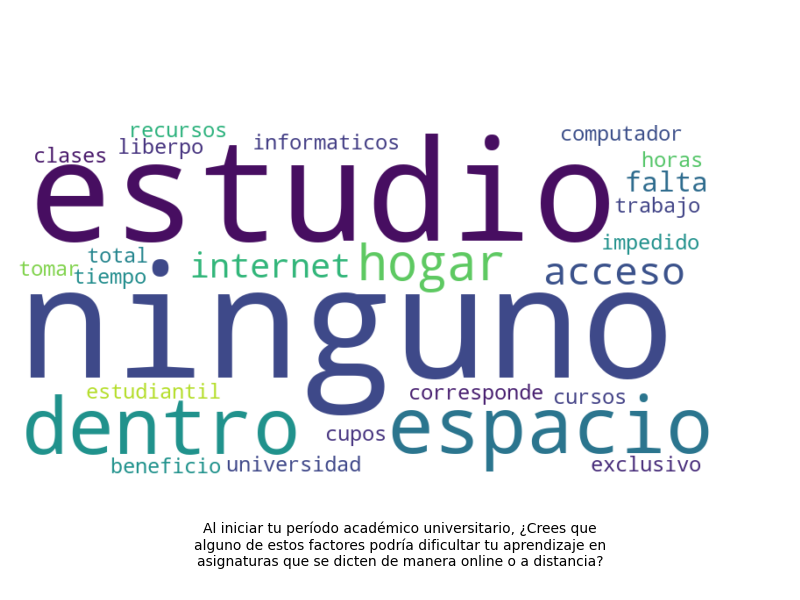 recursos
computador
clases
liberpo
informaticos
estudio
horas
falta
trabajo
impedido
total
tomar
tiempo
internet
hogar
acceso
ninguno
estudiantil
corresponde
cursos
dentro
cupos
espacio
beneficio
universidad
exclusivo
Al iniciar tu período académico universitario, ¿Crees que
alguno de estos factores podría dificultar tu aprendizaje en
asignaturas que se dicten de manera online o a distancia?